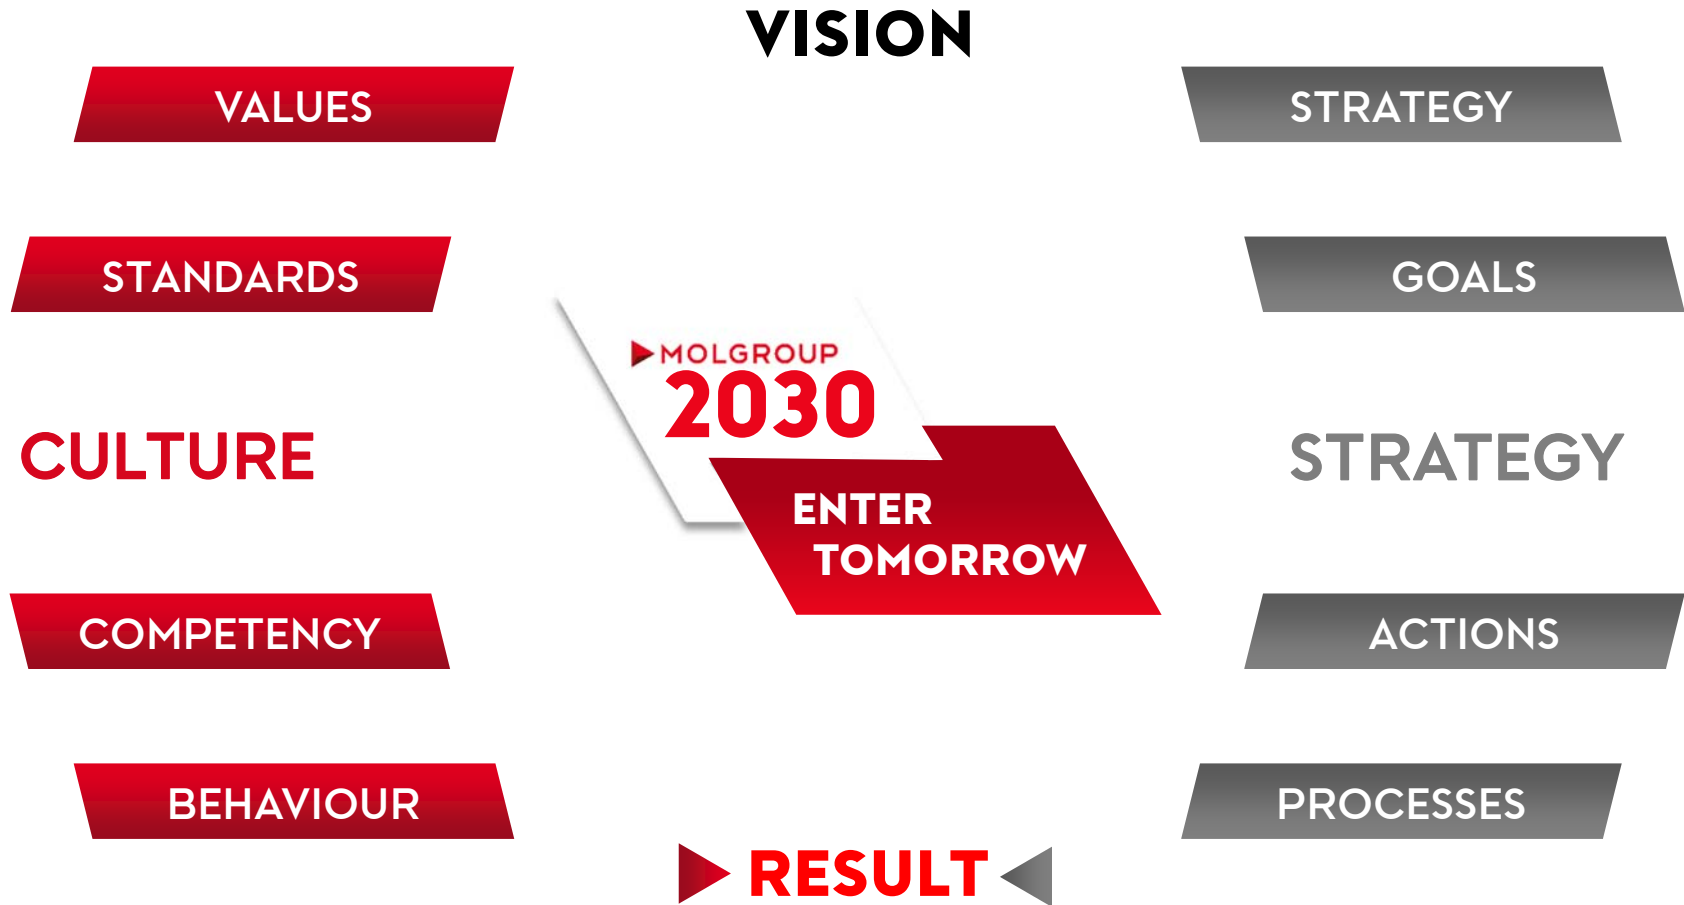 VISION
VALUES
STRATEGY
STANDARDS
GOALS
MOLGROUP
2030
CULTURE
STRATEGY
ENTER
TOMORROW
COMPETENCY
ACTIONS
BEHAVIOUR
PROCESSES
RESULT